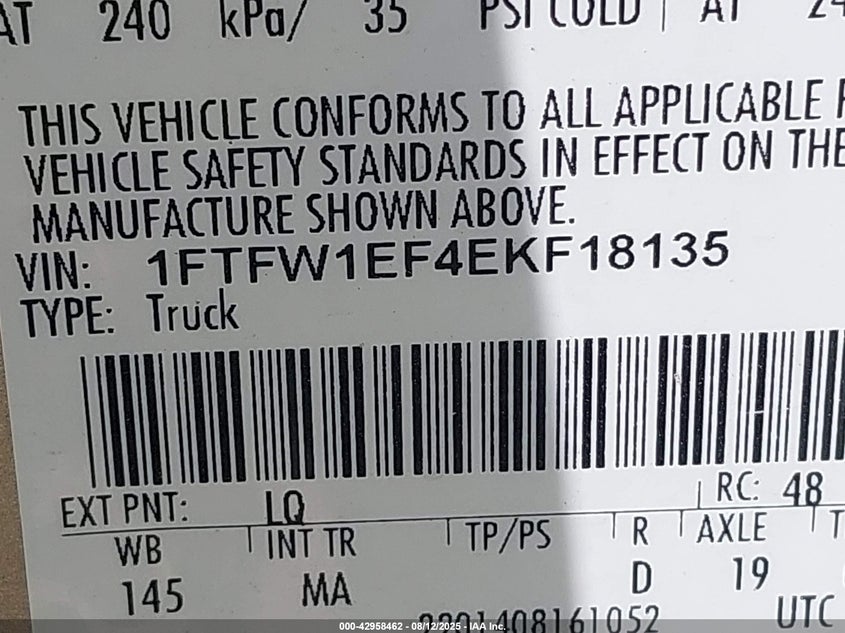 AT 240 kPa/ 35 PSI COLD AT
THIS VEHICLE CONFORMS TO ALL APPLICABLE
VEHICLE SAFETY STANDARDS IN EFFECT ON THE
MANUFACTURE SHOWN ABOVE.
VIN: 1FTFW1EF4EKF18135
TYPE: Truck
EXT PNT: LQ RC: 48
WB INT TR TP/PS R AXLE
145 MA D 19
1408161052 UTC
000-42958462 - 08/12/2025 - IAA Inc.